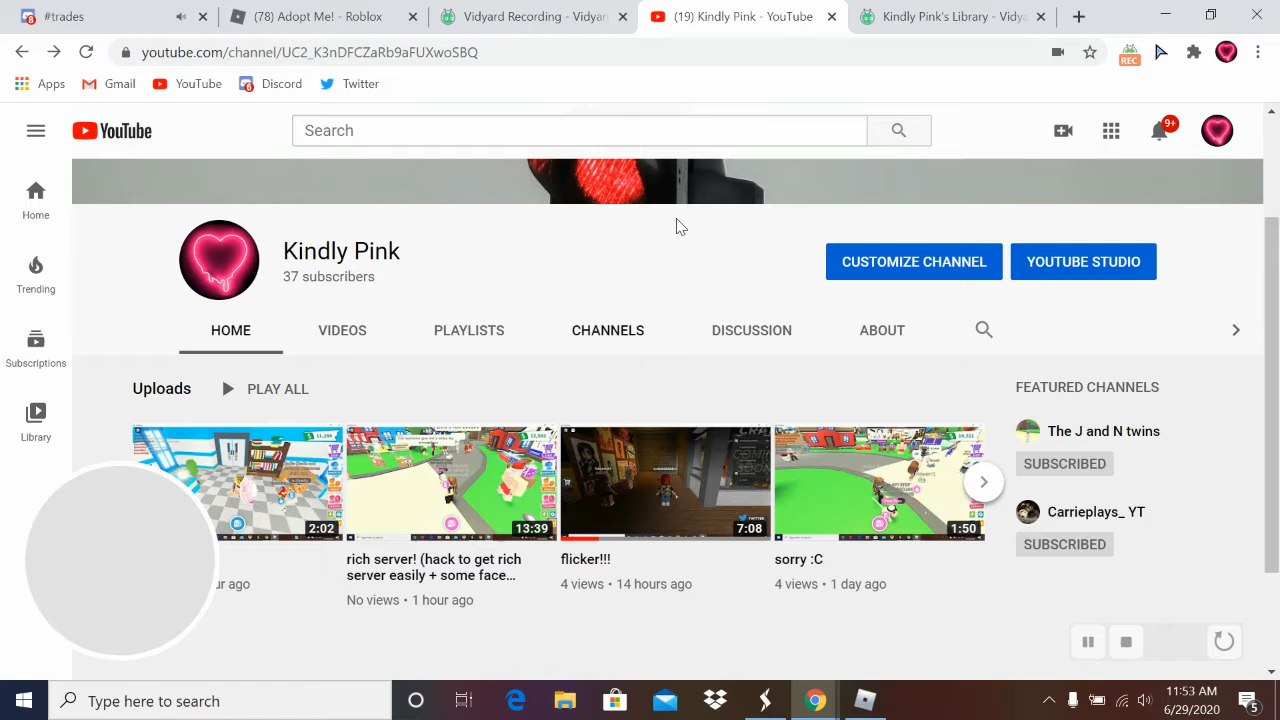 #trades
(78) Adopt Me! - Roblox
Vidyard Recording - Vidyar
(19) Kindly Pink - YouTube
Kindly Pink's Library - Vidya
youtube.com/channel/UC2_K3nDFCZaRb9aFUXwoSBQ
REC
Apps
Gmail
YouTube
Discord
Twitter
YouTube
Search
9+
Home
Trending
Subscriptions
Library
Kindly Pink
37 subscribers
CUSTOMIZE CHANNEL
YOUTUBE STUDIO
HOME
VIDEOS
PLAYLISTS
CHANNELS
DISCUSSION
ABOUT
Uploads
PLAY ALL
FEATURED CHANNELS
The J and N twins
SUBSCRIBED
Carrieplays_ YT
SUBSCRIBED
2:02
13:39
7:08
1:50
ur ago
rich server! (hack to get rich
server easily + some face...
No views • 1 hour ago
flicker!!!
4 views • 14 hours ago
sorry :C
4 views • 1 day ago
Type here to search
11:53 AM
6/29/2020
5